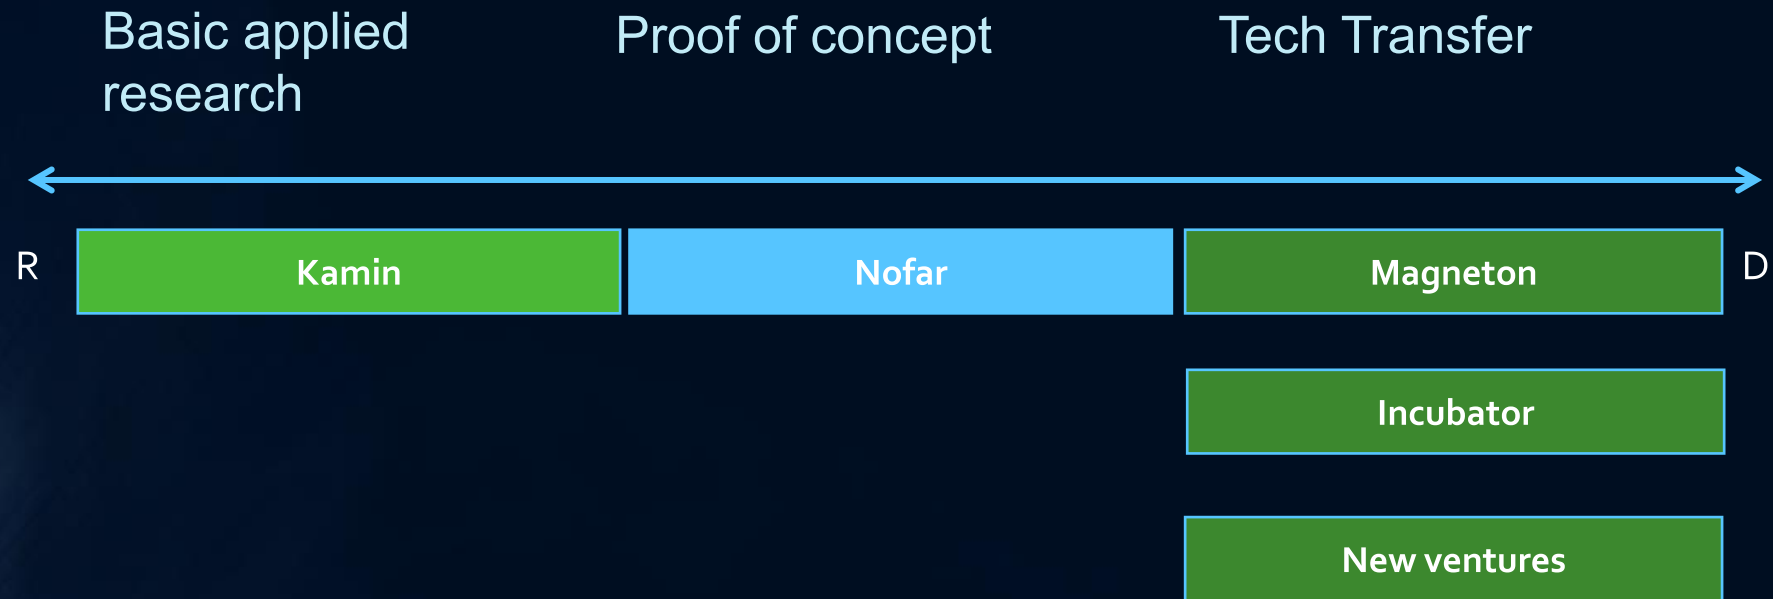 Basic applied
research
Proof of concept
Tech Transfer
R
Kamin
Nofar
Magneton
D
Incubator
New ventures